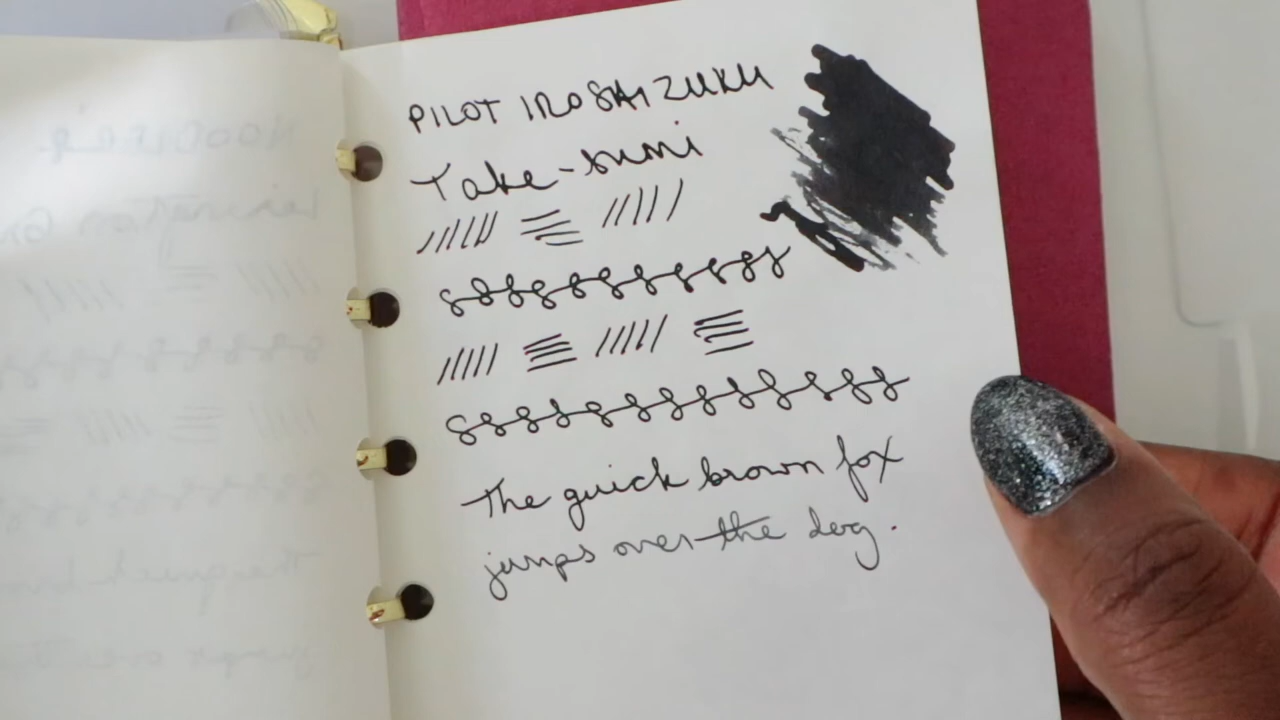 PILOT IROSHIZUKU
Take-sumi
The quick brown fox
jumps over the dog.